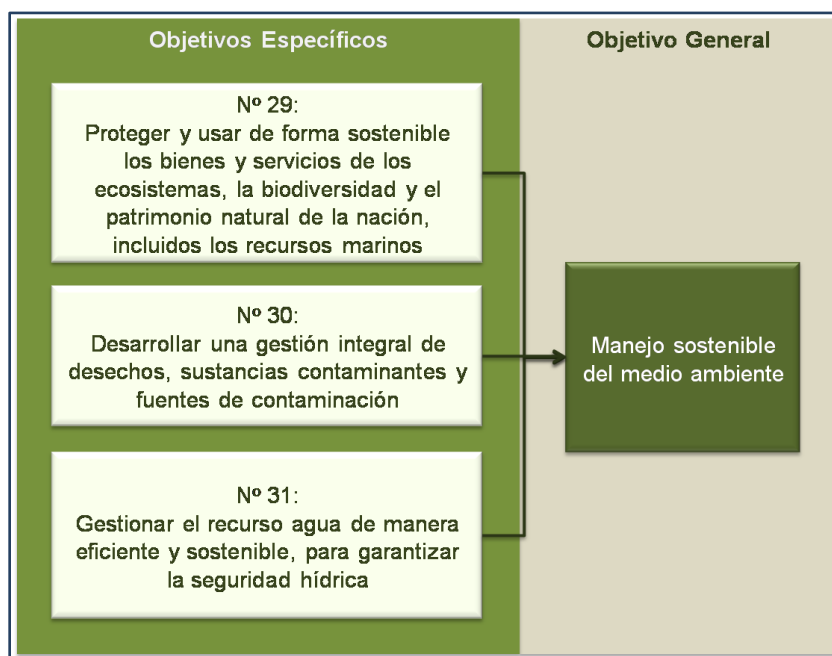 Objetivos Específicos
Objetivo General
Nº 29:
Proteger y usar de forma sostenible
los bienes y servicios de los
ecosistemas, la biodiversidad y el
patrimonio natural de la nación,
incluidos los recursos marinos
Nº 30:
Desarrollar una gestión integral de
desechos, sustancias contaminantes y
fuentes de contaminación
Nº 31:
Gestionar el recurso agua de manera
eficiente y sostenible, para garantizar
la seguridad hídrica
Manejo sostenible
del medio ambiente